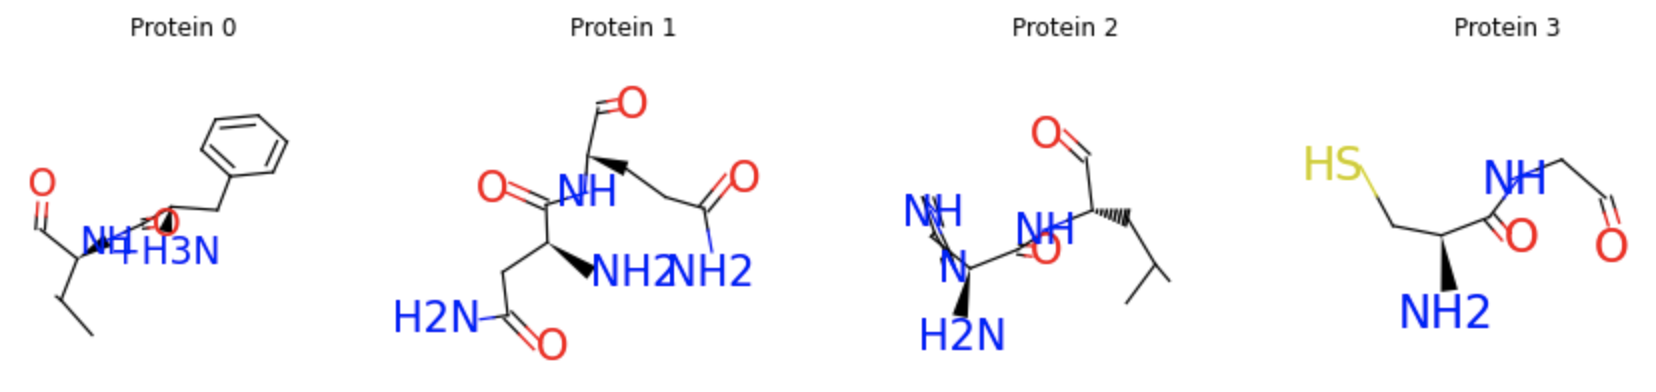 Protein 0
Protein 1
Protein 2
Protein 3
O
NH
O
+H3N
O
O
NH
O
NH2
NH2
H2N
O
O
NH
NH
O
N
H2N
HS
NH
O
O
NH2